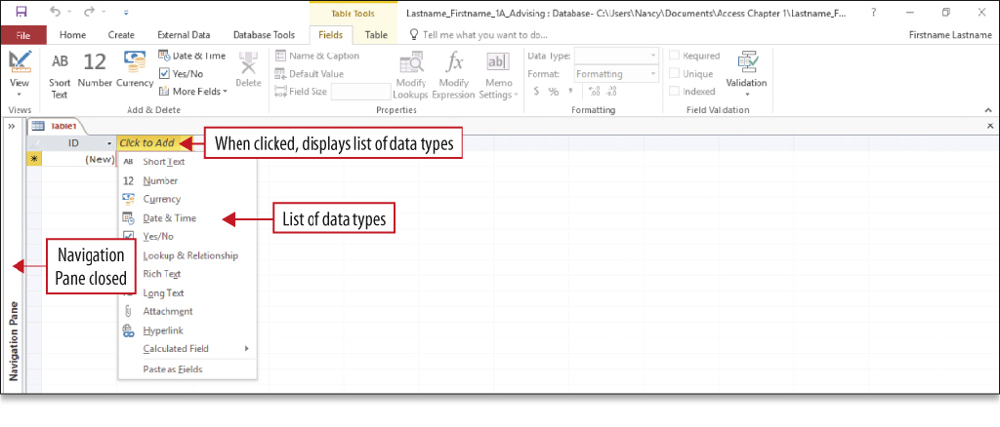 Table Tools
Lastname_Firstname_1A_Advising : Database- C:\Users\Nancy\Documents\Access Chapter 1\Lastname_F...
File Home Create External Data Database Tools Fields Table Tell me what you want to do... Firstname Lastname
View
AB Short Text
12 Number
Currency
Date & Time
Yes/No
More Fields
Delete
Name & Caption
Default Value
Field Size
Modify Lookups
fx Modify Expression
ab Memo Settings
Data Type:
Format: Formatting
$ % , .00
Required
Unique
Indexed
Validation
Views Add & Delete Properties Formatting Field Validation
» Table1
ID Click to Add
When clicked, displays list of data types
* (New)
AB Short Text
12 Number
Currency
Date & Time
List of data types
Yes/No
Lookup & Relationship
Rich Text
Long Text
Attachment
Hyperlink
Calculated Field
Paste as Fields
Navigation
Pane closed
Navigation Pane